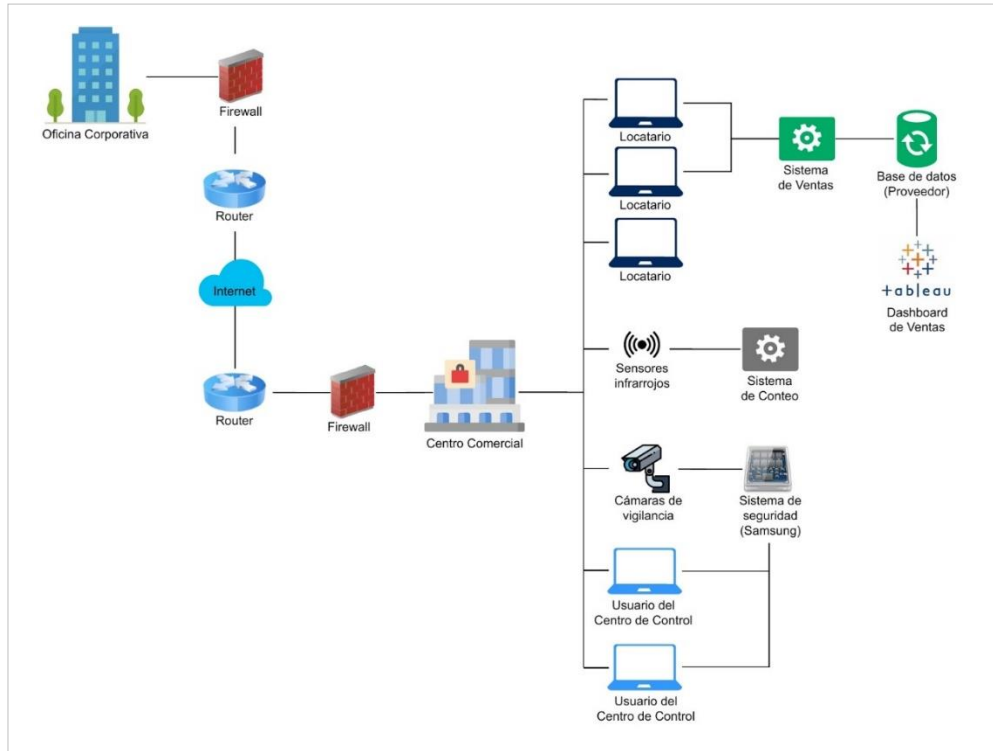 Oficina Corporativa
Firewall
Router
Internet
Router
Firewall
Centro Comercial
Locatario
Locatario
Locatario
Sistema
de Ventas
Base de datos
(Proveedor)
+ableau
Dashboard
de Ventas
Sensores
infrarrojos
Sistema
de Conteo
Cámaras de
vigilancia
Sistema de
seguridad
(Samsung)
Usuario del
Centro de Control
Usuario del
Centro de Control